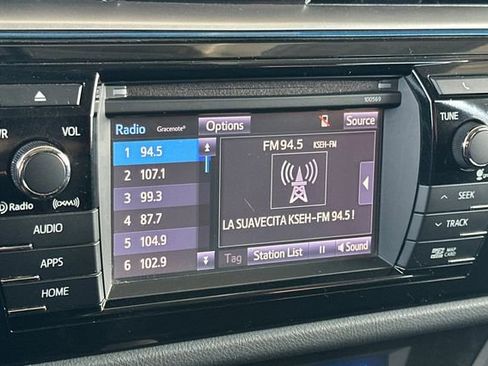 100569
PWR VOL
TUNE
Radio Gracenote® Options Source
FM 94.5 KSEH-FM
1 94.5
2 107.1
3 99.3
4 87.7
5 104.9
6 102.9
LA SUAVECITA KSEH-FM 94.5 !
Tag Station List Sound
HD Radio
AUDIO
APPS
HOME
SEEK
TRACK
MAP
CARD